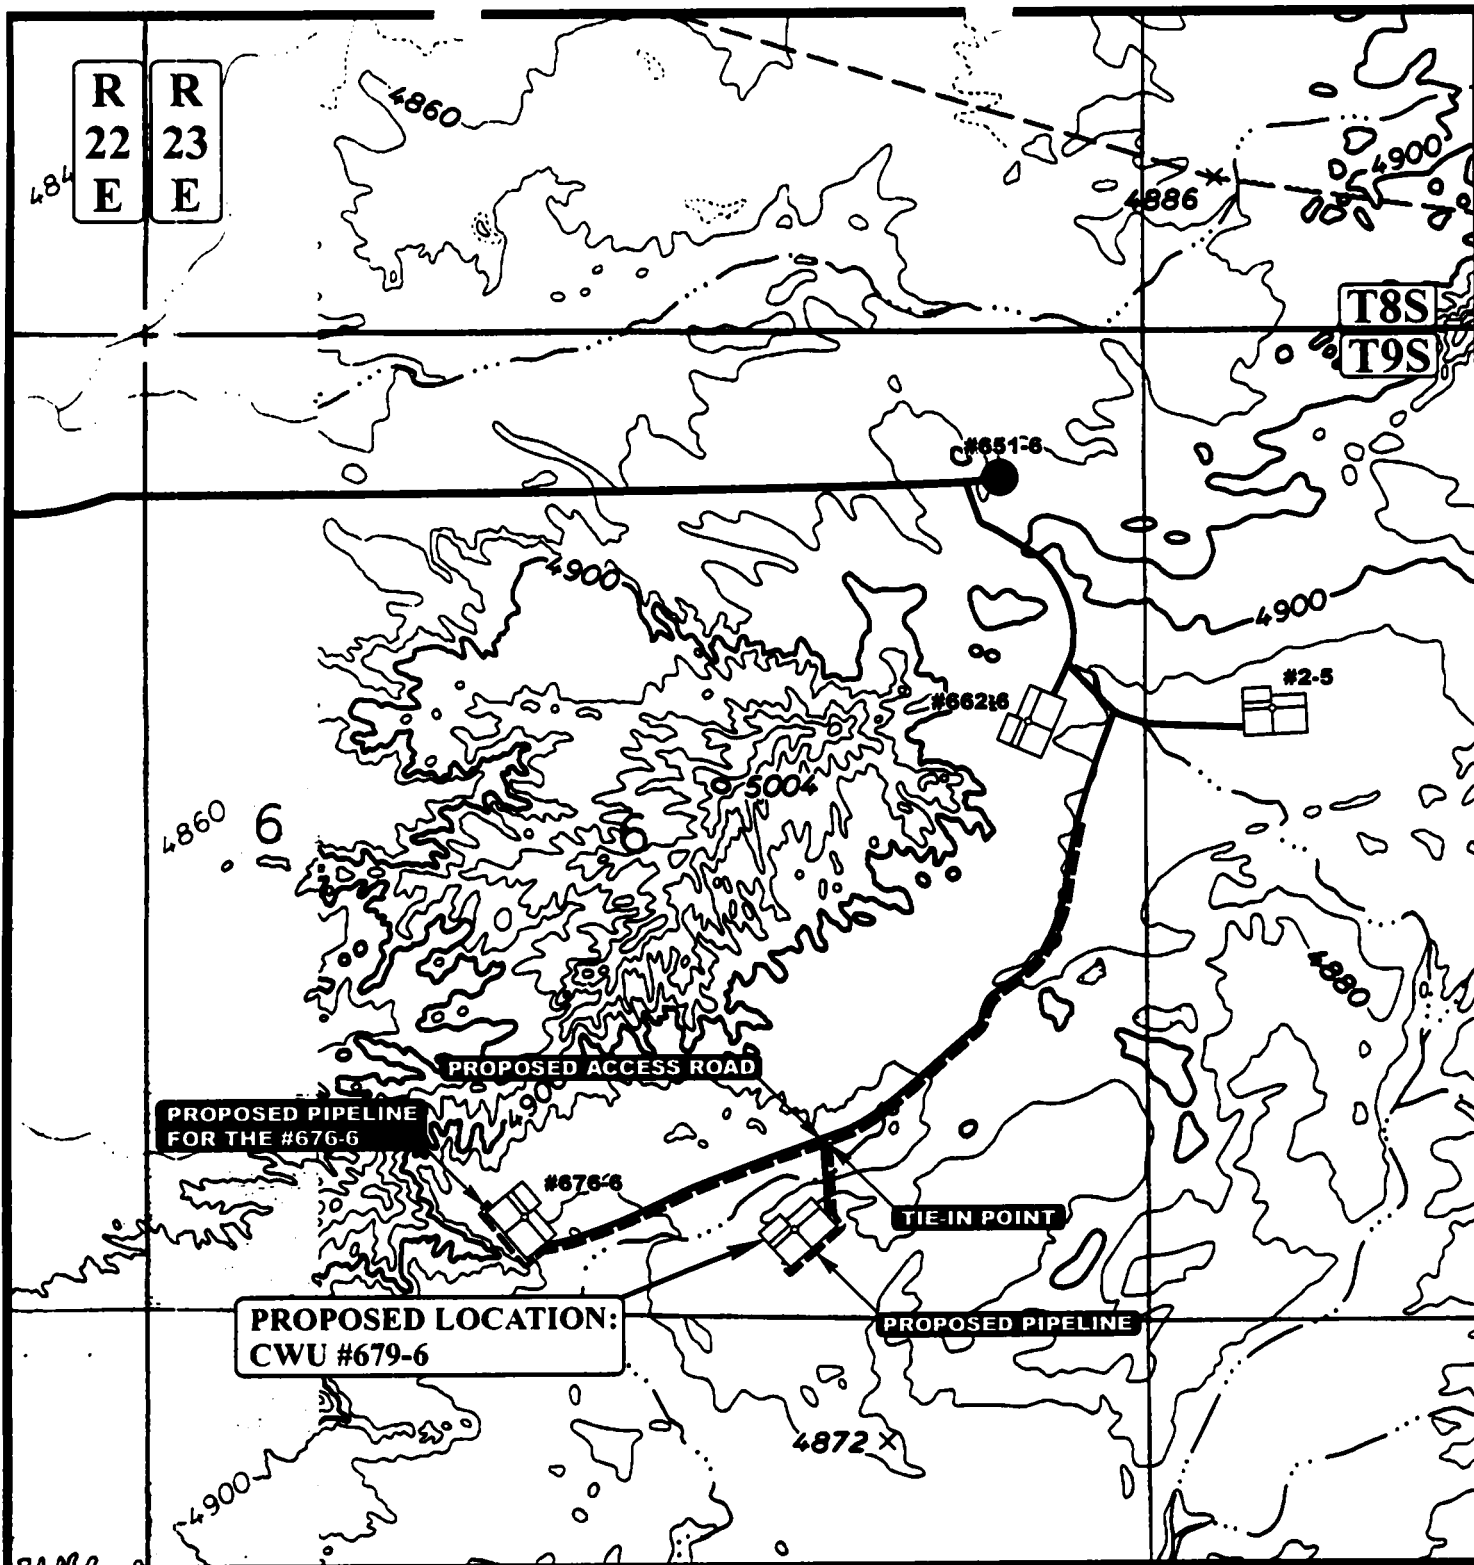 R R
22 23
E E
4860
4900
4886
T8S
T9S
#651-6
4900
4900
#2-5
#662-6
5004
4860
6
6
4880
PROPOSED ACCESS ROAD
PROPOSED PIPELINE
FOR THE #676-6
#676-6
TIE-IN POINT
PROPOSED LOCATION:
CWU #679-6
PROPOSED PIPELINE
4872
4900